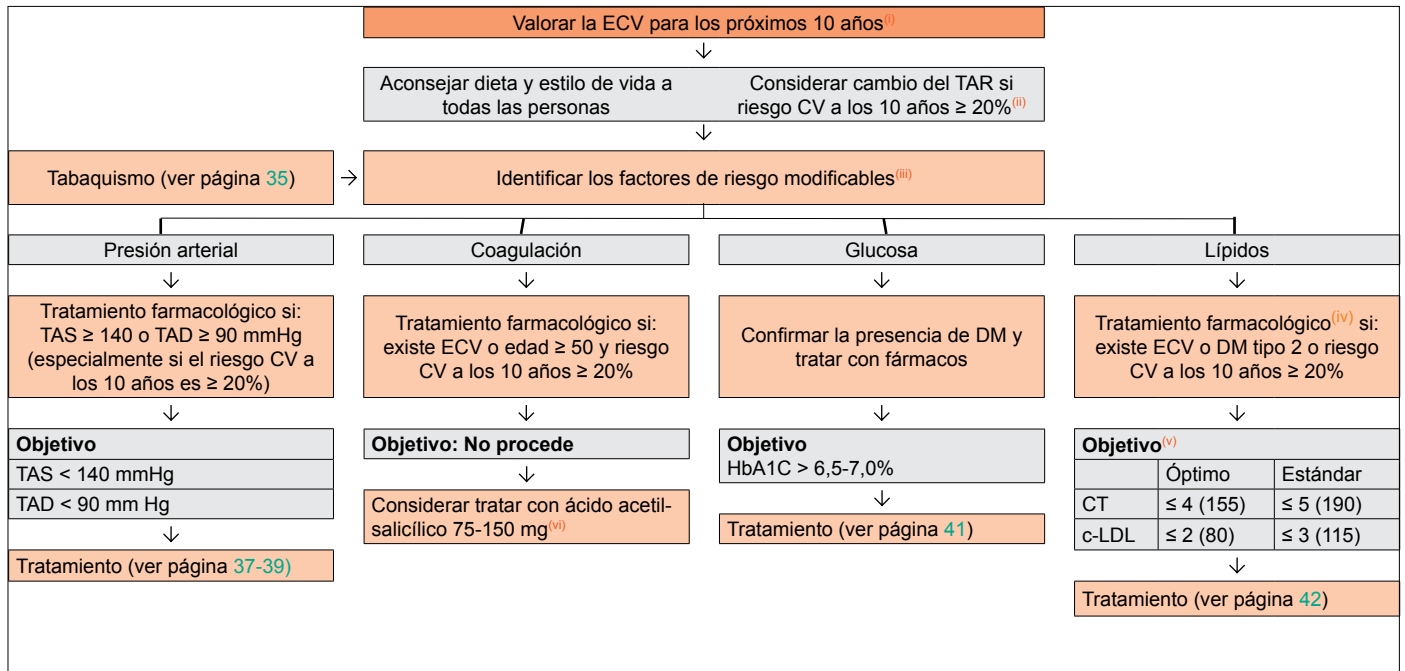 Valorar la ECV para los próximos 10 años(i)
Aconsejar dieta y estilo de vida a
todas las personas
Considerar cambio del TAR si
riesgo CV a los 10 años ≥ 20%(ii)
Tabaquismo (ver página 35)
Identificar los factores de riesgo modificables(iii)
Presión arterial
Tratamiento farmacológico si:
TAS ≥ 140 o TAD ≥ 90 mmHg
(especialmente si el riesgo CV a
los 10 años es ≥ 20%)
Objetivo
TAS < 140 mmHg
TAD < 90 mm Hg
Tratamiento (ver página 37-39)
Coagulación
Tratamiento farmacológico si:
existe ECV o edad ≥ 50 y riesgo
CV a los 10 años ≥ 20%
Objetivo: No procede
Considerar tratar con ácido acetil-
salicílico 75-150 mg(vi)
Glucosa
Confirmar la presencia de DM y
tratar con fármacos
Objetivo
HbA1C > 6,5-7,0%
Tratamiento (ver página 41)
Lípidos
Tratamiento farmacológico(iv) si:
existe ECV o DM tipo 2 o riesgo
CV a los 10 años ≥ 20%
Objetivo(v)
Óptimo Estándar
CT ≤ 4 (155) ≤ 5 (190)
c-LDL ≤ 2 (80) ≤ 3 (115)
Tratamiento (ver página 42)